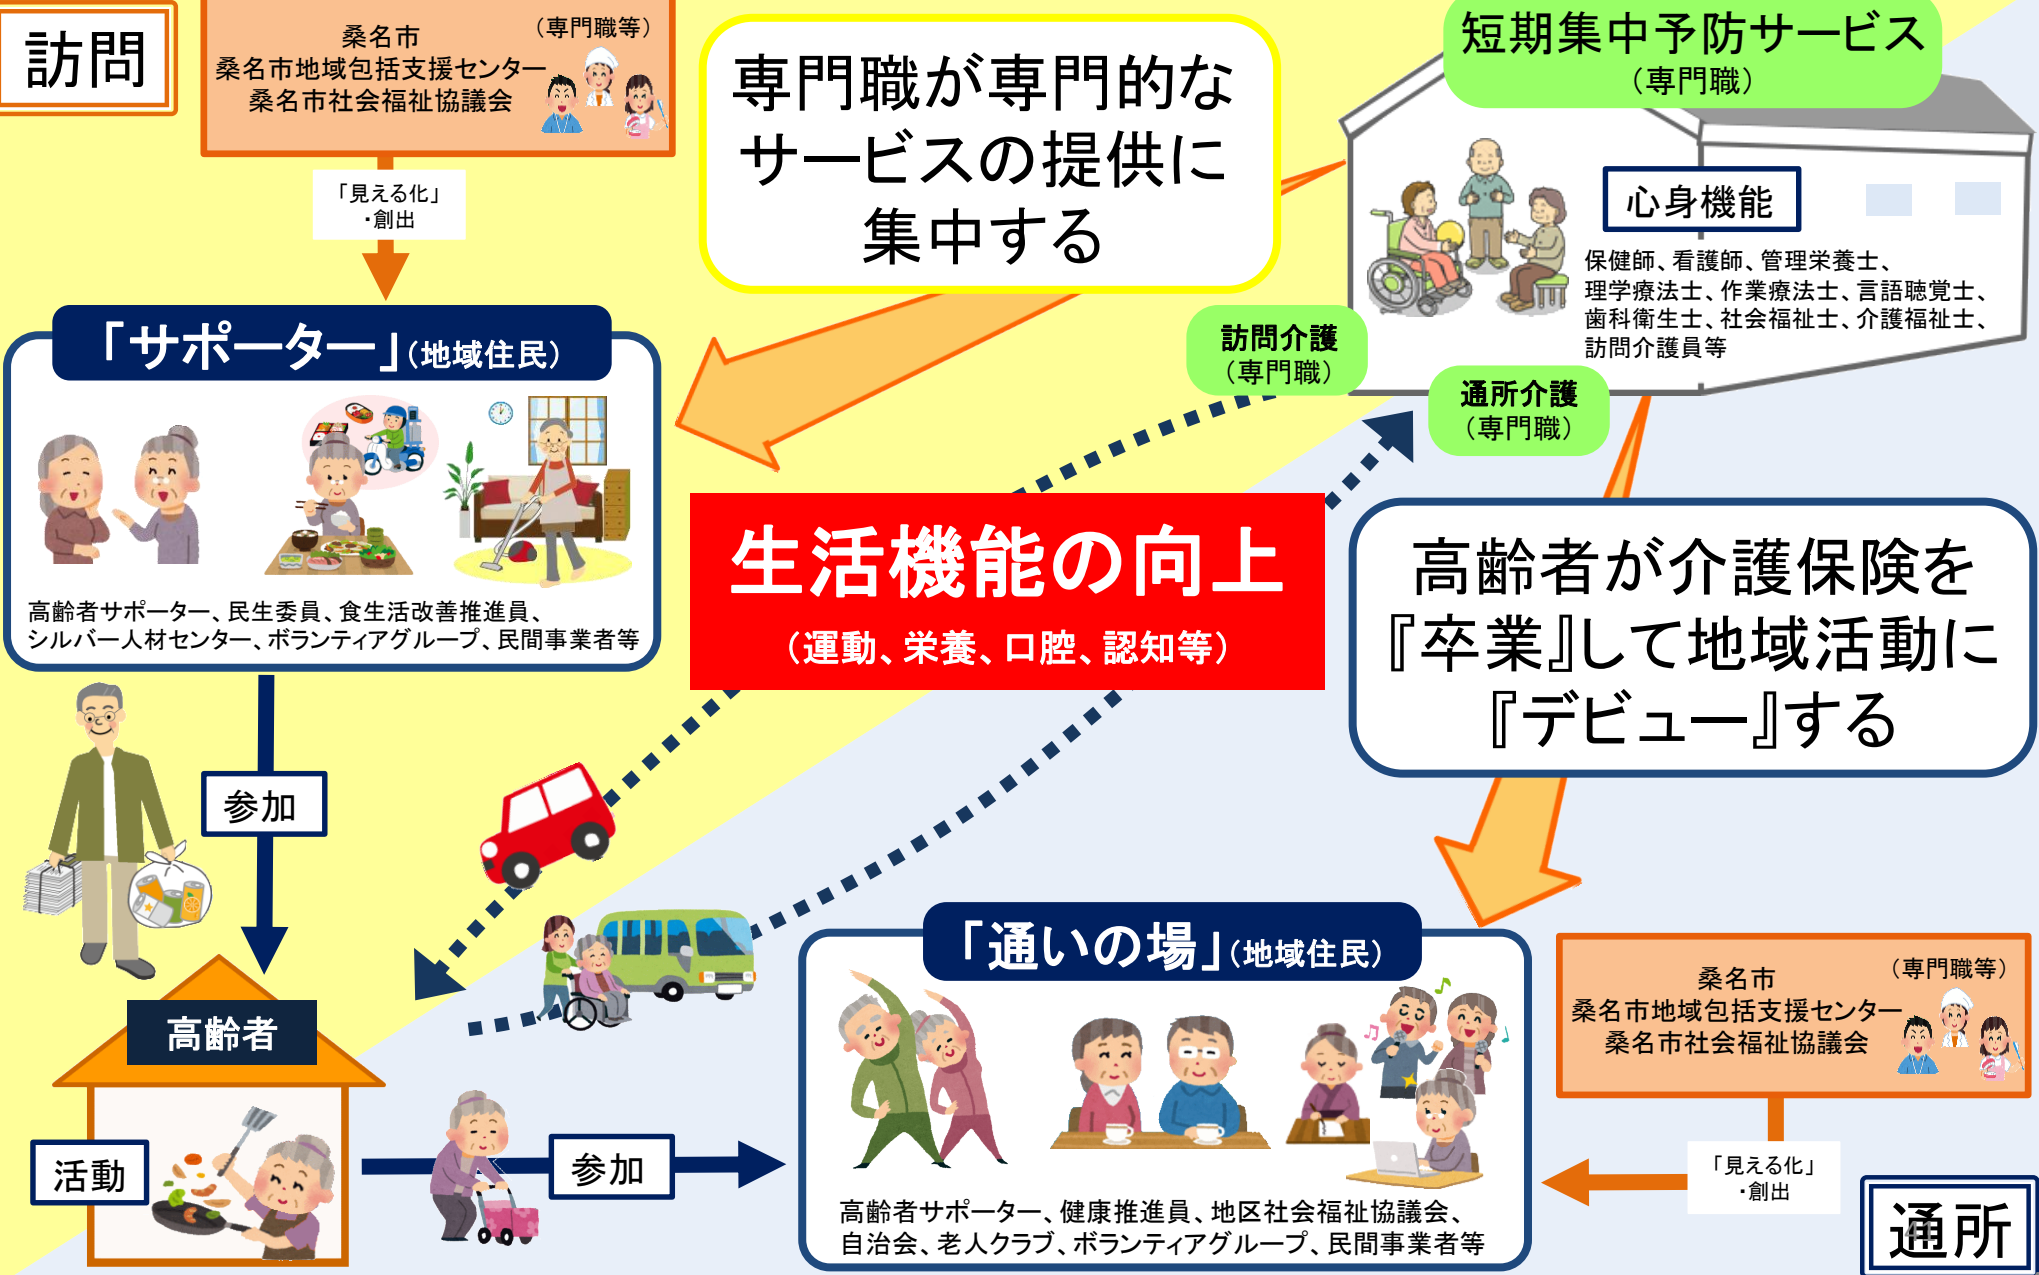 訪問
桑名市
(専門職等)
桑名市地域包括支援センター
桑名市社会福祉協議会
「見える化」
・創出
専門職が専門的な
サービスの提供に
集中する
短期集中予防サービス
(専門職)
心身機能
保健師、看護師、管理栄養士、
理学療法士、作業療法士、言語聴覚士、
歯科衛生士、社会福祉士、介護福祉士、
訪問介護員等
訪問介護
(専門職)
通所介護
(専門職)
「サポーター」(地域住民)
高齢者サポーター、民生委員、食生活改善推進員、
シルバー人材センター、ボランティアグループ、民間事業者等
生活機能の向上
(運動、栄養、口腔、認知等)
高齢者が介護保険を
『卒業』して地域活動に
『デビュー』する
参加
高齢者
活動
参加
「通いの場」(地域住民)
高齢者サポーター、健康推進員、地区社会福祉協議会、
自治会、老人クラブ、ボランティアグループ、民間事業者等
桑名市
(専門職等)
桑名市地域包括支援センター
桑名市社会福祉協議会
「見える化」
・創出
通所
41